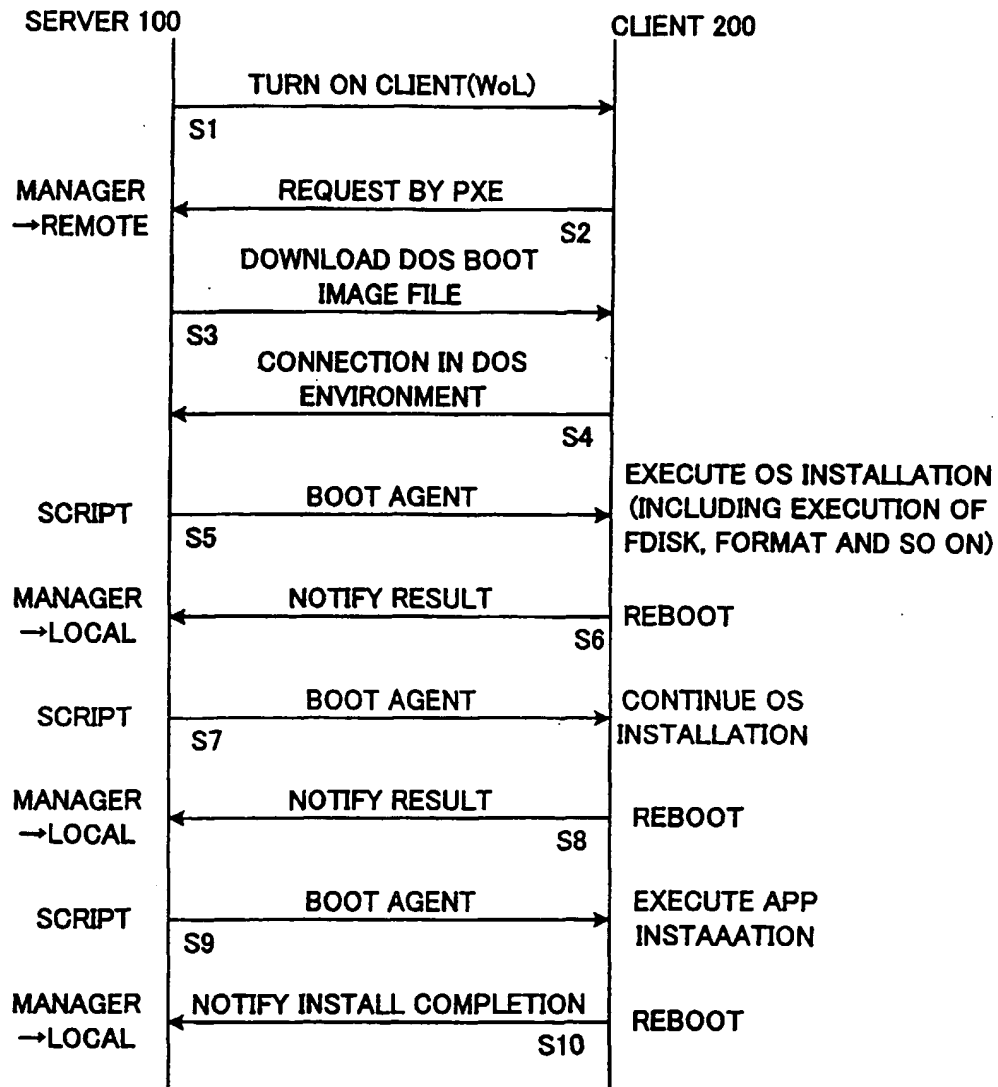 SERVER 100
CLIENT 200
TURN ON CLIENT(WoL)
S1
MANAGER
→REMOTE
REQUEST BY PXE
S2
DOWNLOAD DOS BOOT
IMAGE FILE
S3
CONNECTION IN DOS
ENVIRONMENT
S4
SCRIPT
BOOT AGENT
S5
EXECUTE OS INSTALLATION
(INCLUDING EXECUTION OF
FDISK, FORMAT AND SO ON)
MANAGER
→LOCAL
NOTIFY RESULT
S6
REBOOT
SCRIPT
BOOT AGENT
S7
CONTINUE OS
INSTALLATION
MANAGER
→LOCAL
NOTIFY RESULT
S8
REBOOT
SCRIPT
BOOT AGENT
S9
EXECUTE APP
INSTAAATION
MANAGER
→LOCAL
NOTIFY INSTALL COMPLETION
S10
REBOOT